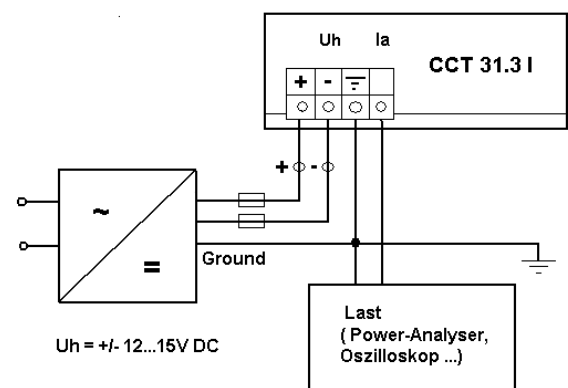 Uh Ia
CCT 31.3 I
+ -
+ -
~
=
Ground
Last
( Power-Analyser,
Oszilloskop ...)
Uh = +/- 12...15V DC